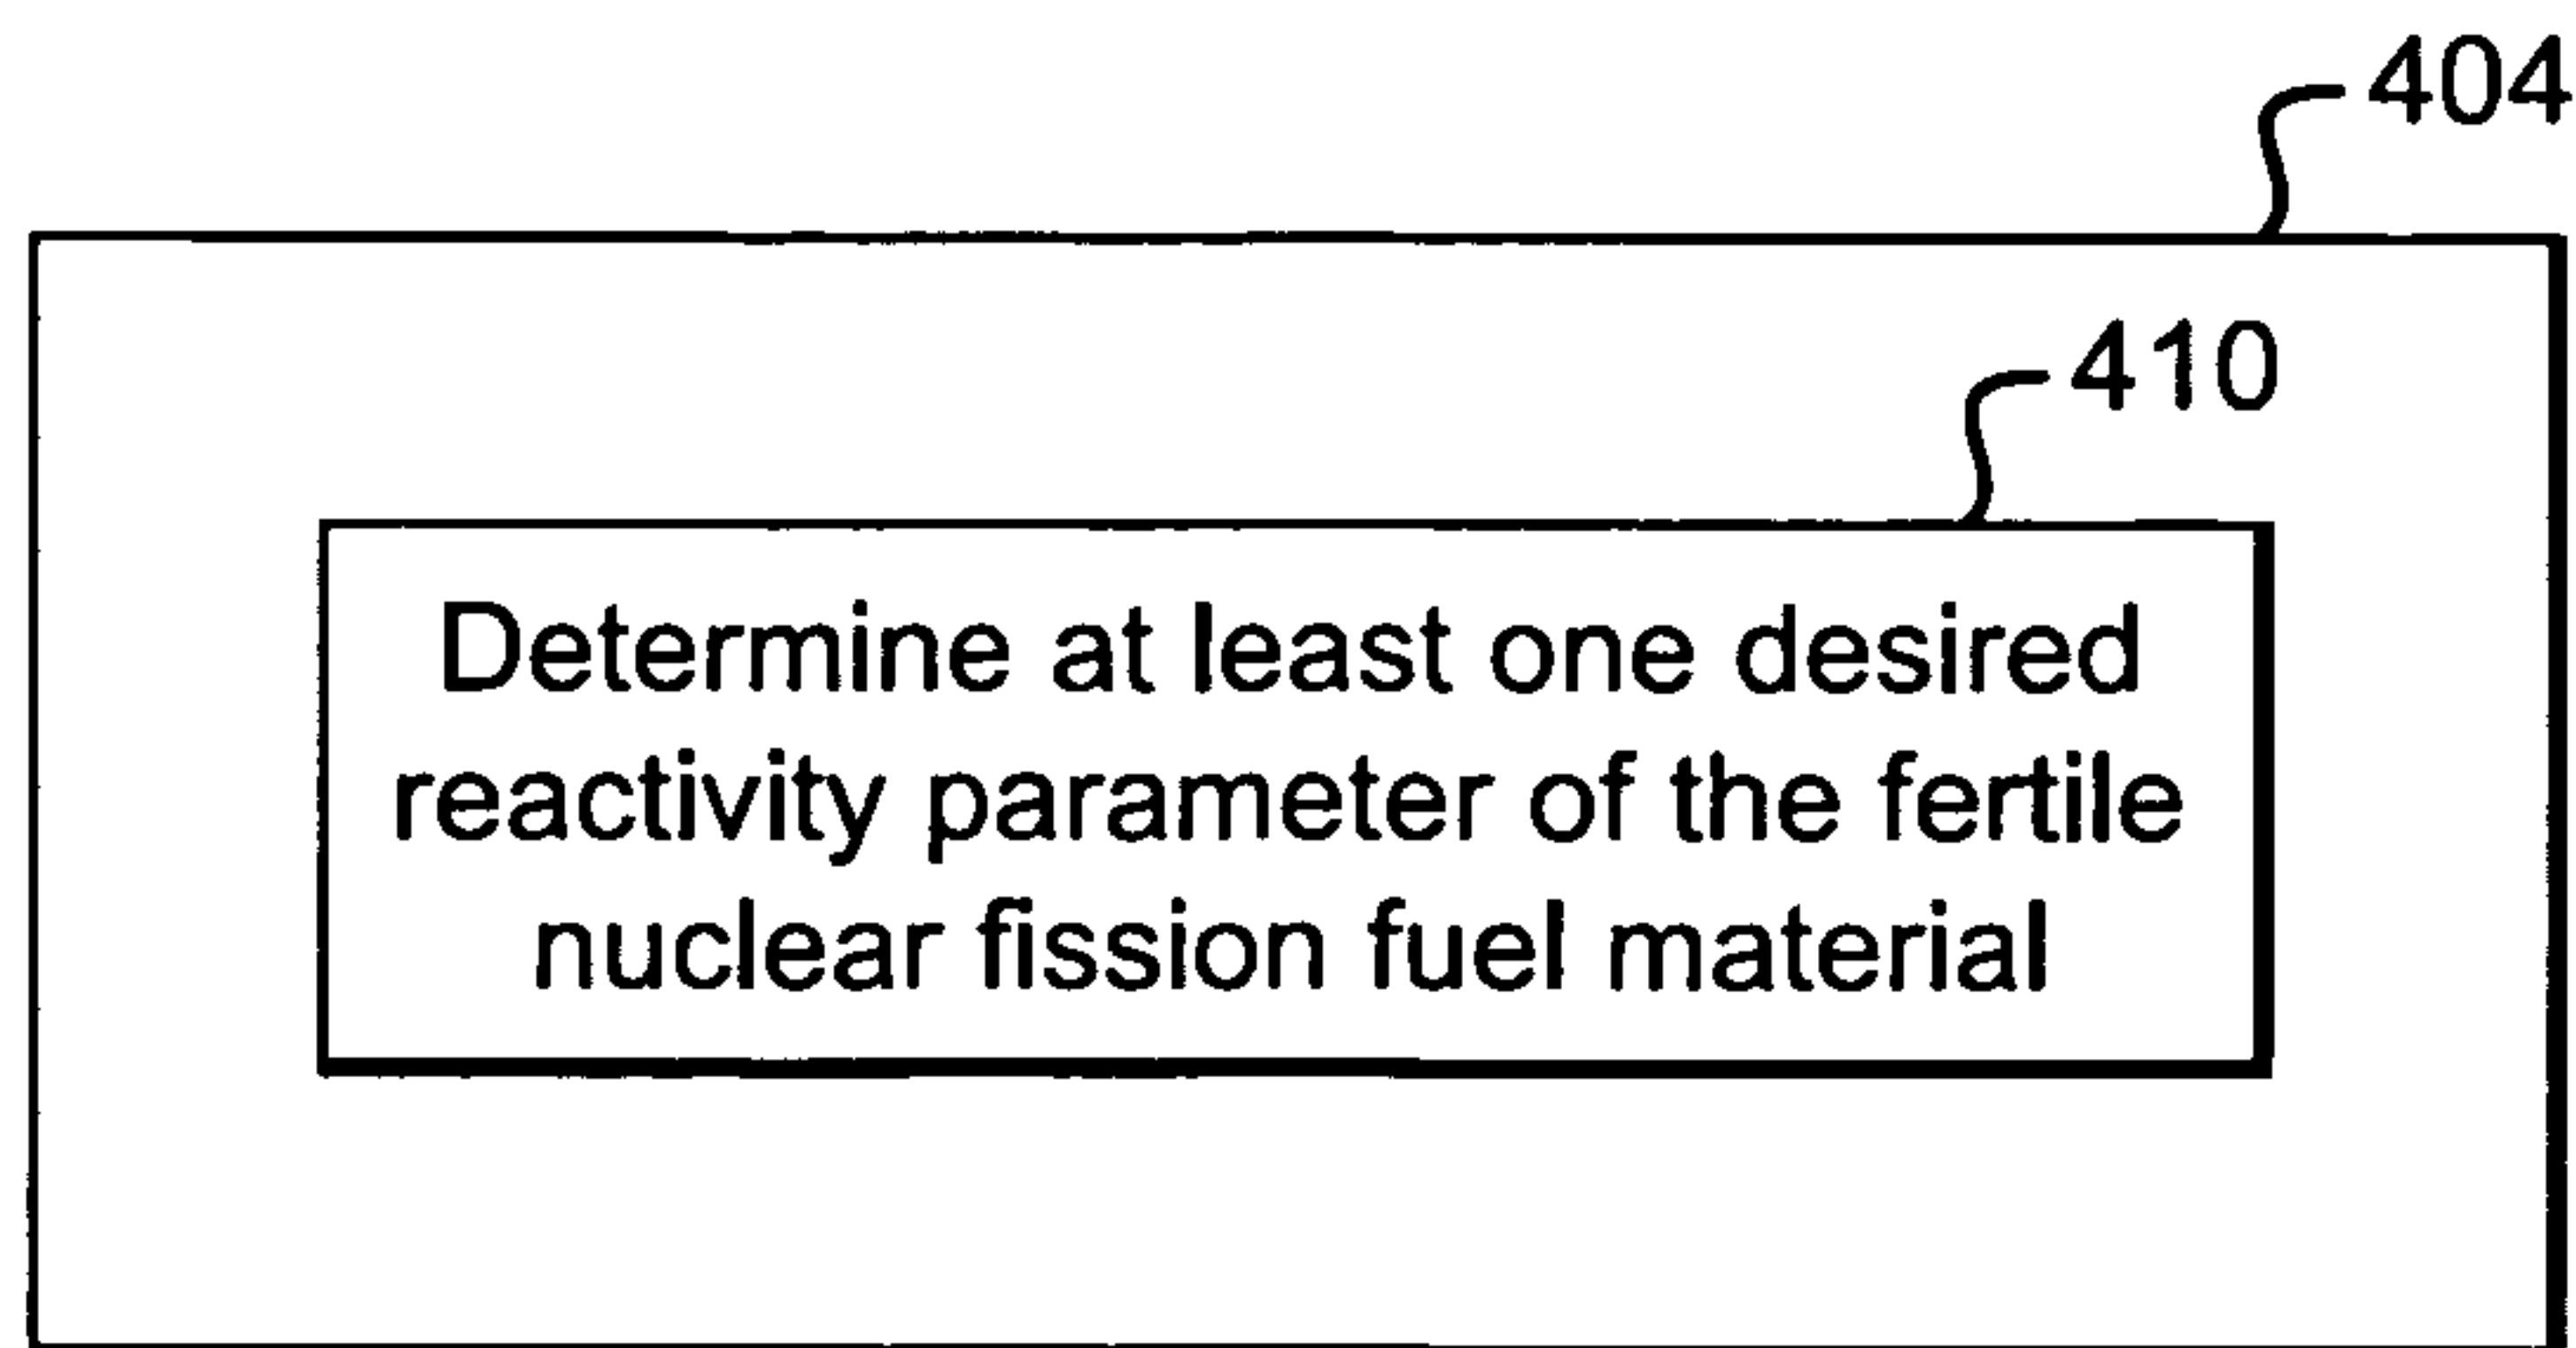 404
410
Determine at least one desired
reactivity parameter of the fertile
nuclear fission fuel material